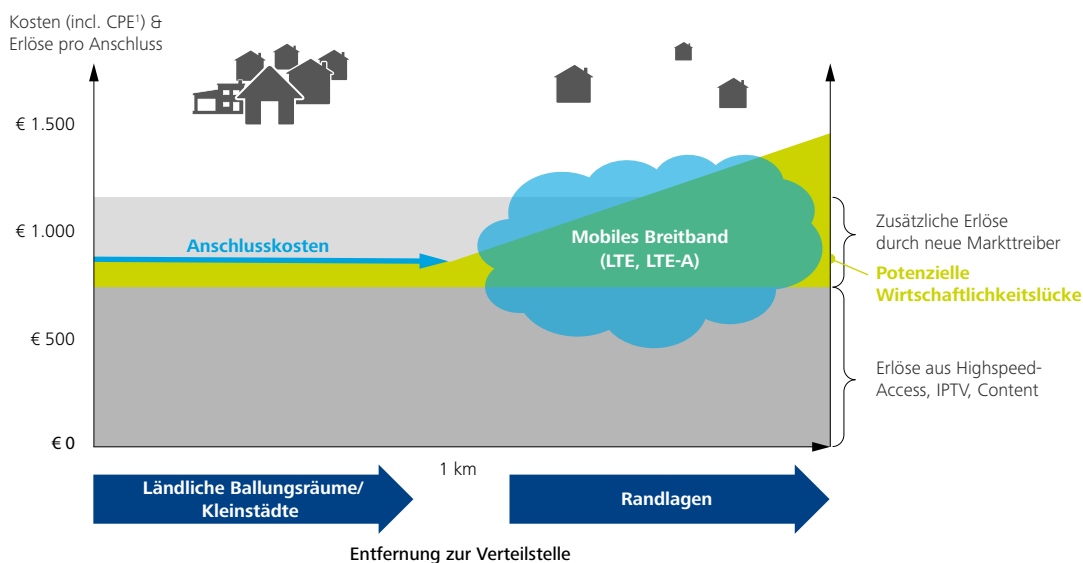 Kosten (incl. CPE¹) &
Erlöse pro Anschluss
€ 1.500
€ 1.000
€ 500
€ 0
Anschlusskosten
Mobiles Breitband
(LTE, LTE-A)
Zusätzliche Erlöse
durch neue Markttreiber
Potenzielle
Wirtschaftlichkeitslücke
Erlöse aus Highspeed-
Access, IPTV, Content
1 km
Ländliche Ballungsräume/
Kleinstädte
Randlagen
Entfernung zur Verteilstelle